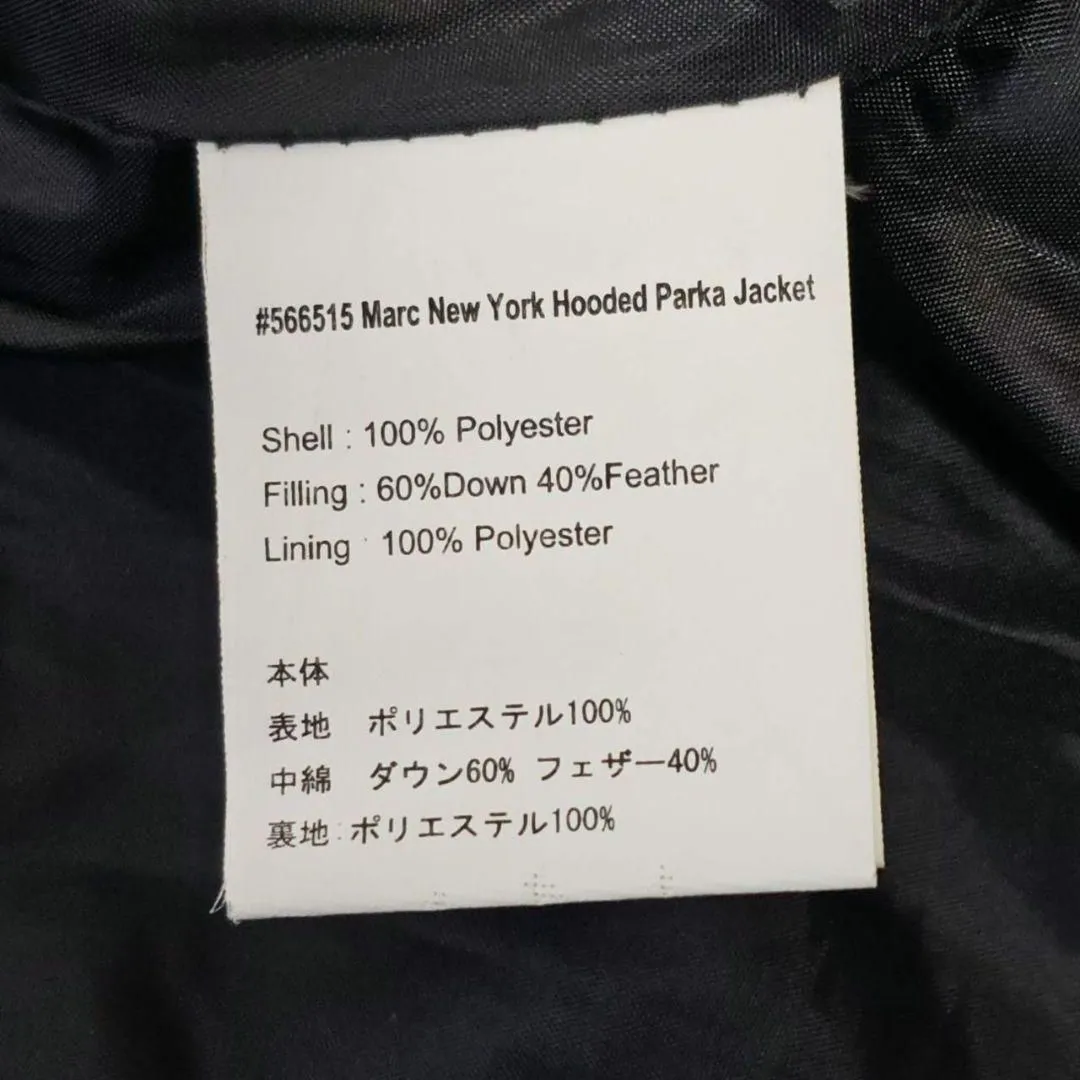 #566515 Marc New York Hooded Parka Jacket
Shell : 100% Polyester
Filling : 60%Down 40%Feather
Lining : 100% Polyester
本体
表地　ポリエステル100%
中綿　ダウン60% フェザー40%
裏地:ポリエステル100%